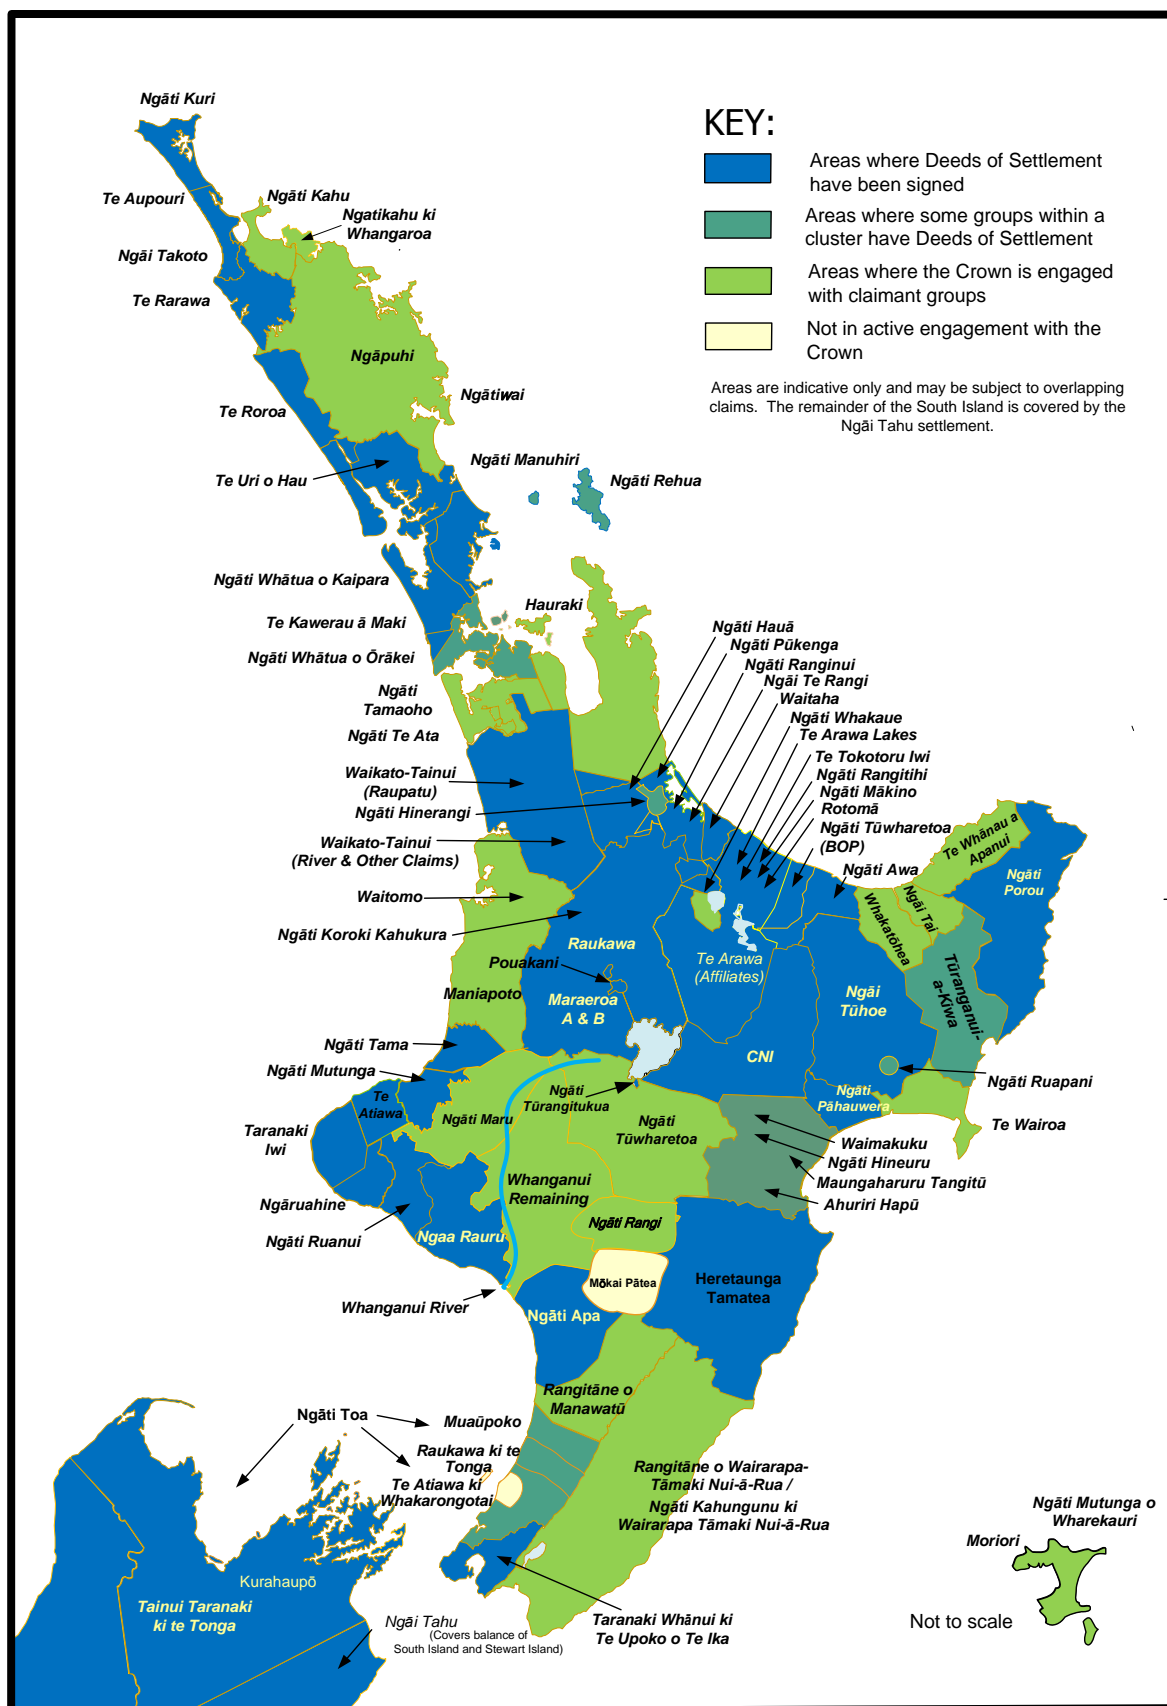 KEY:
Areas where Deeds of Settlement
have been signed
Areas where some groups within a
cluster have Deeds of Settlement
Areas where the Crown is engaged
with claimant groups
Not in active engagement with the
Crown
Areas are indicative only and may be subject to overlapping
claims. The remainder of the South Island is covered by the
Ngāi Tahu settlement.
Ngāti Kuri
Te Aupouri
Ngāti Kahu
Ngatikahu ki
Whangaroa
Ngāi Takoto
Te Rarawa
Ngāpuhi
Ngātiwai
Te Roroa
Ngāti Manuhiri
Ngāti Rehua
Te Uri o Hau
Ngāti Whātua o Kaipara
Hauraki
Te Kawerau ā Maki
Ngāti Whātua o Ōrākei
Ngāti
Tamaoho
Ngāti Te Ata
Ngāti Hauā
Ngāti Pūkenga
Ngāti Ranginui
Ngāi Te Rangi
Waitaha
Ngāti Whakaue
Te Arawa Lakes
Te Tokotoru Iwi
Ngāti Rangitihi
Ngāti Mākino
Rotomā
Ngāti Tūwharetoa
(BOP)
Ngāti Awa
Waikato-Tainui
(Raupatu)
Ngāti Hinerangi
Waikato-Tainui
(River & Other Claims)
Waitomo
Ngāti Koroki Kahukura
Te Whānau a
Apanui
Ngāti
Porou
Ngāi Tai
Whakatōhea
Tūranganui-
a-Kiwa
Raukawa
Te Arawa
(Affiliates)
Pouakani
Maniapoto
Maraeroa
A & B
Ngāi
Tūhoe
CNI
Ngāti Tama
Ngāti Mutunga
Te
Atiawa
Taranaki
Iwi
Ngāti Maru
Ngāti
Tūrangitukua
Ngāti
Tūwharetoa
Ngāti
Pāhauwera
Ngāti Ruapani
Te Wairoa
Waimakuku
Ngāti Hineuru
Maungaharuru Tangitū
Ahuriri Hapū
Whanganui
Remaining
Ngāruahine
Ngāti Ruanui
Ngaa Rauru
Ngāti Rangi
Mōkai Pātea
Heretaunga
Tamatea
Whanganui River
Ngāti Apa
Rangitāne o
Manawatū
Ngāti Toa
Muaūpoko
Raukawa ki te
Tonga
Te Atiawa ki
Whakarongotai
Rangitāne o Wairarapa-
Tāmaki Nui-ā-Rua /
Ngāti Kahungunu ki
Wairarapa Tāmaki Nui-ā-Rua
Ngāti Mutunga o
Wharekauri
Moriori
Not to scale
Kurahaupō
Tainui Taranaki
ki te Tonga
Ngāi Tahu
(Covers balance of
South Island and Stewart Island)
Taranaki Whānui ki
Te Upoko o Te Ika